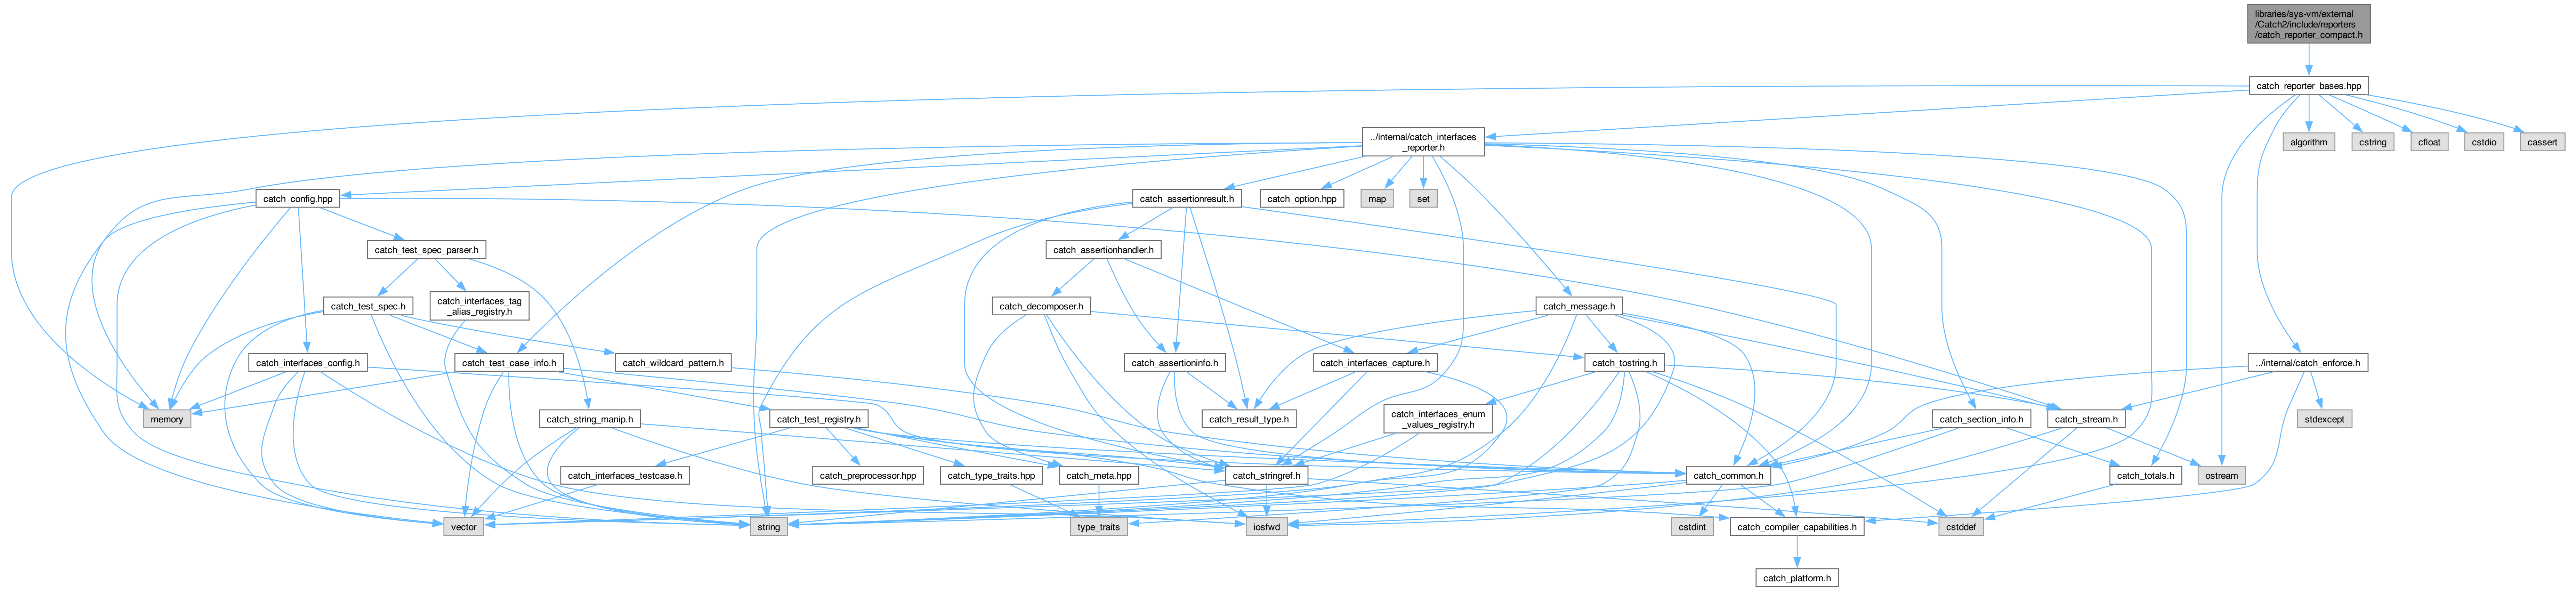 libraries/sys-vm/external
/Catch2/include/reporters
/catch_reporter_compact.h
catch_reporter_bases.hpp
../internal/catch_interfaces
_reporter.h
algorithm
cstring
cfloat
cstdio
cassert
catch_config.hpp
catch_assertionresult.h
catch_option.hpp
map
set
catch_test_spec_parser.h
catch_assertionhandler.h
catch_test_spec.h
catch_interfaces_tag
_alias_registry.h
catch_decomposer.h
catch_message.h
catch_interfaces_config.h
catch_test_case_info.h
catch_wildcard_pattern.h
catch_assertioninfo.h
catch_interfaces_capture.h
catch_tostring.h
../internal/catch_enforce.h
memory
catch_string_manip.h
catch_test_registry.h
catch_result_type.h
catch_interfaces_enum
_values_registry.h
catch_section_info.h
catch_stream.h
stdexcept
catch_interfaces_testcase.h
catch_preprocessor.hpp
catch_type_traits.hpp
catch_meta.hpp
catch_stringref.h
catch_common.h
catch_totals.h
ostream
vector
string
type_traits
iosfwd
cstdint
catch_compiler_capabilities.h
cstddef
catch_platform.h